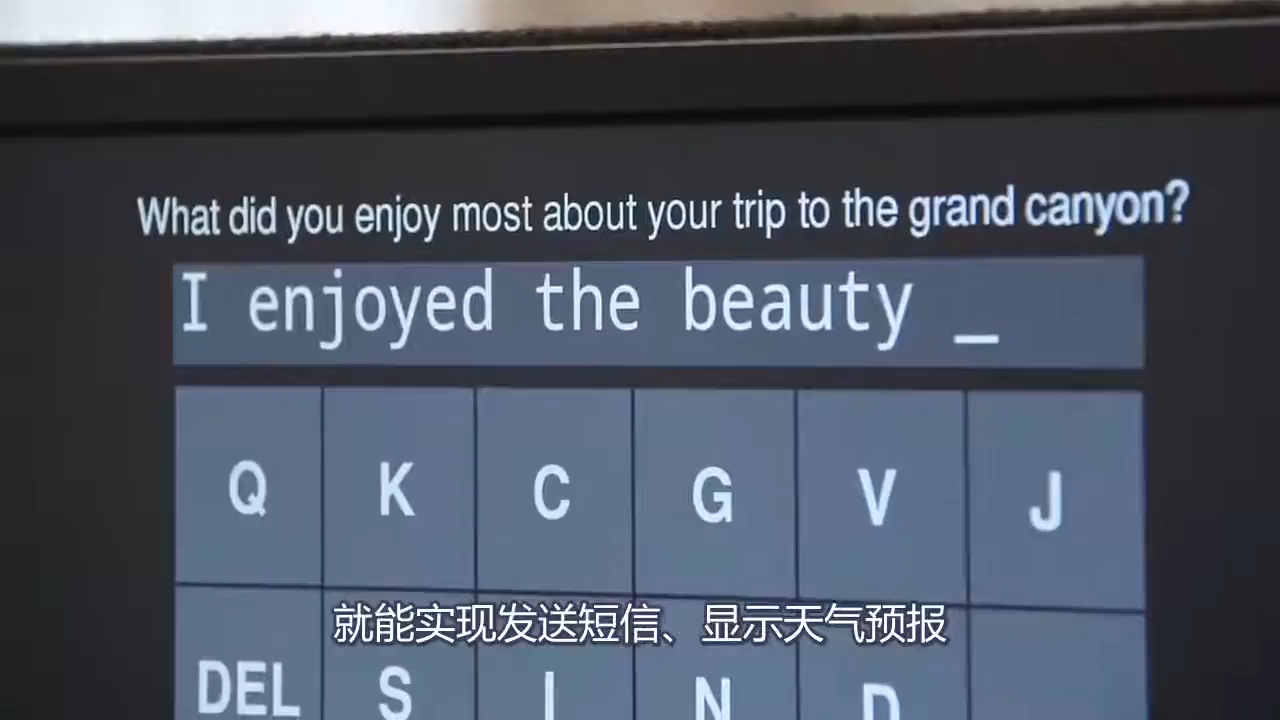 What did you enjoy most about your trip to the grand canyon?
I enjoyed the beauty _
Q K C G V J
DEL S I N D
就能实现发送短信、显示天气预报